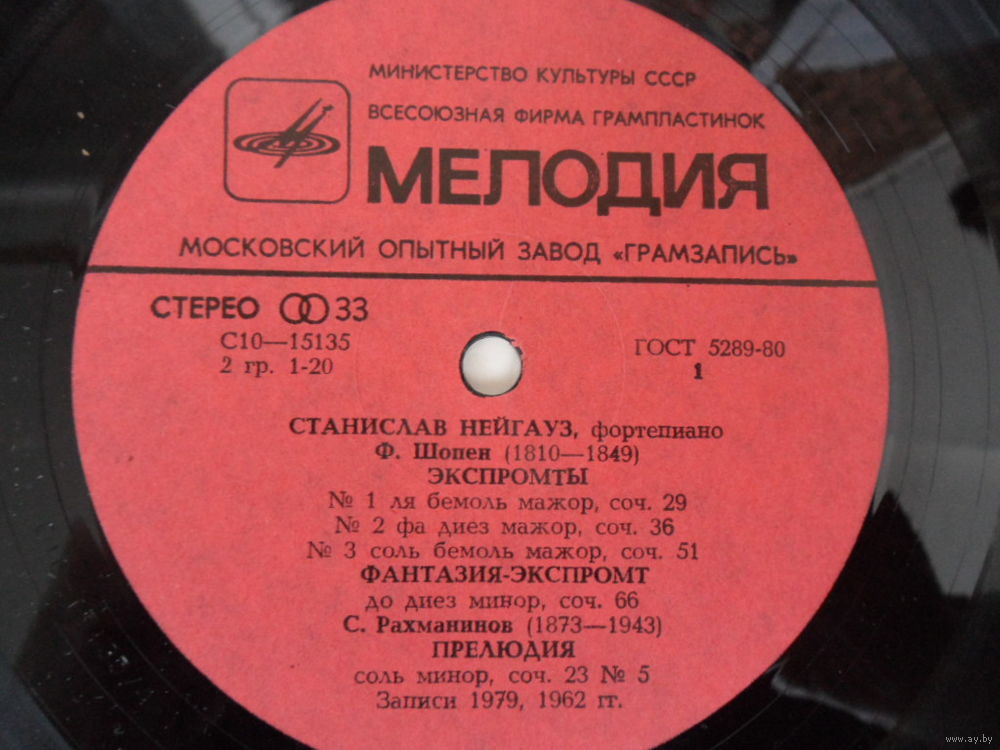 МИНИСТЕРСТВО КУЛЬТУРЫ СССР
ВСЕСОЮЗНАЯ ФИРМА ГРАМПЛАСТИНОК
МЕЛОДИЯ
МОСКОВСКИЙ ОПЫТНЫЙ ЗАВОД «ГРАМЗАПИСЬ»
СТЕРЕО 33
С10—15135
2 гр. 1-20
ГОСТ 5289-80
1
СТАНИСЛАВ НЕЙГАУЗ, фортепиано
Ф. Шопен (1810—1849)
ЭКСПРОМТЫ
№ 1 ля бемоль мажор, соч. 29
№ 2 фа диез мажор, соч. 36
№ 3 соль бемоль мажор, соч. 51
ФАНТАЗИЯ-ЭКСПРОМТ
до диез минор, соч. 66
С. Рахманинов (1873—1943)
ПРЕЛЮДИЯ
соль минор, соч. 23 № 5
Записи 1979, 1962 гг.
www.ay.by